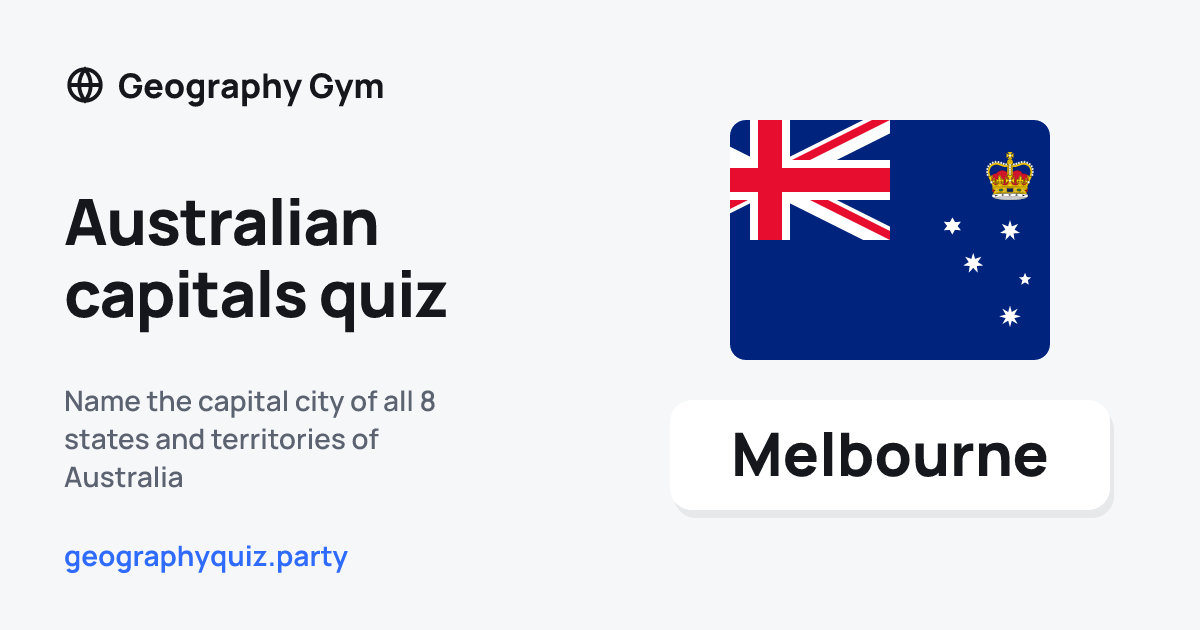 Geography Gym
Australian
capitals quiz
Name the capital city of all 8
states and territories of
Australia
geographyquiz.party
Melbourne